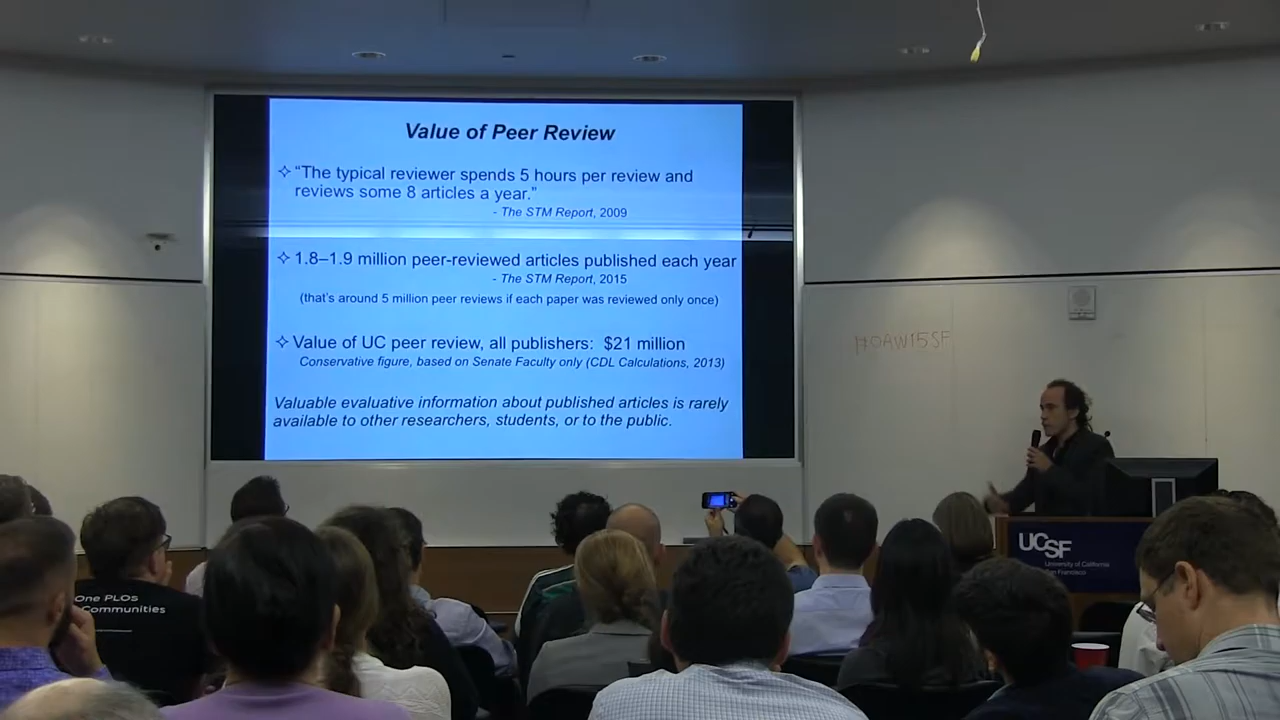 Value of Peer Review
✧ “The typical reviewer spends 5 hours per review and
reviews some 8 articles a year.”
- The STM Report, 2009
✧ 1.8–1.9 million peer-reviewed articles published each year
- The STM Report, 2015
(that's around 5 million peer reviews if each paper was reviewed only once)
✧ Value of UC peer review, all publishers: $21 million
Conservative figure, based on Senate Faculty only (CDL Calculations, 2013)
Valuable evaluative information about published articles is rarely
available to other researchers, students, or to the public.
#OAW15SF
UCSF
University of California
San Francisco
One PLOS
Communities